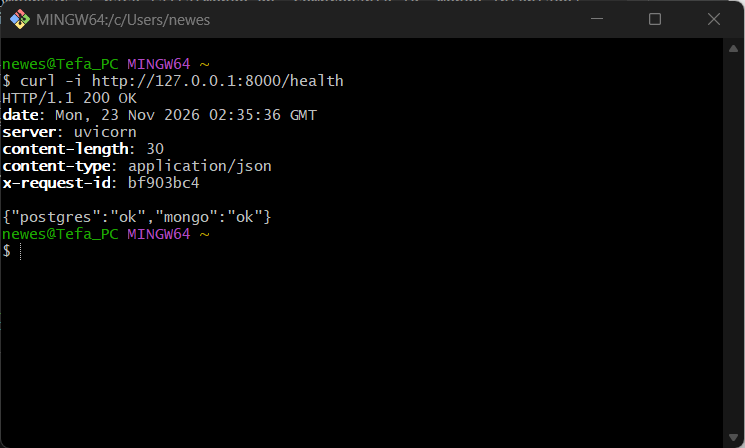 MINGW64:/c/Users/newes
newes@Tefa_PC MINGW64 ~
$ curl -i http://127.0.0.1:8000/health
HTTP/1.1 200 OK
date: Mon, 23 Nov 2026 02:35:36 GMT
server: uvicorn
content-length: 30
content-type: application/json
x-request-id: bf903bc4
{"postgres":"ok","mongo":"ok"}
newes@Tefa_PC MINGW64 ~
$